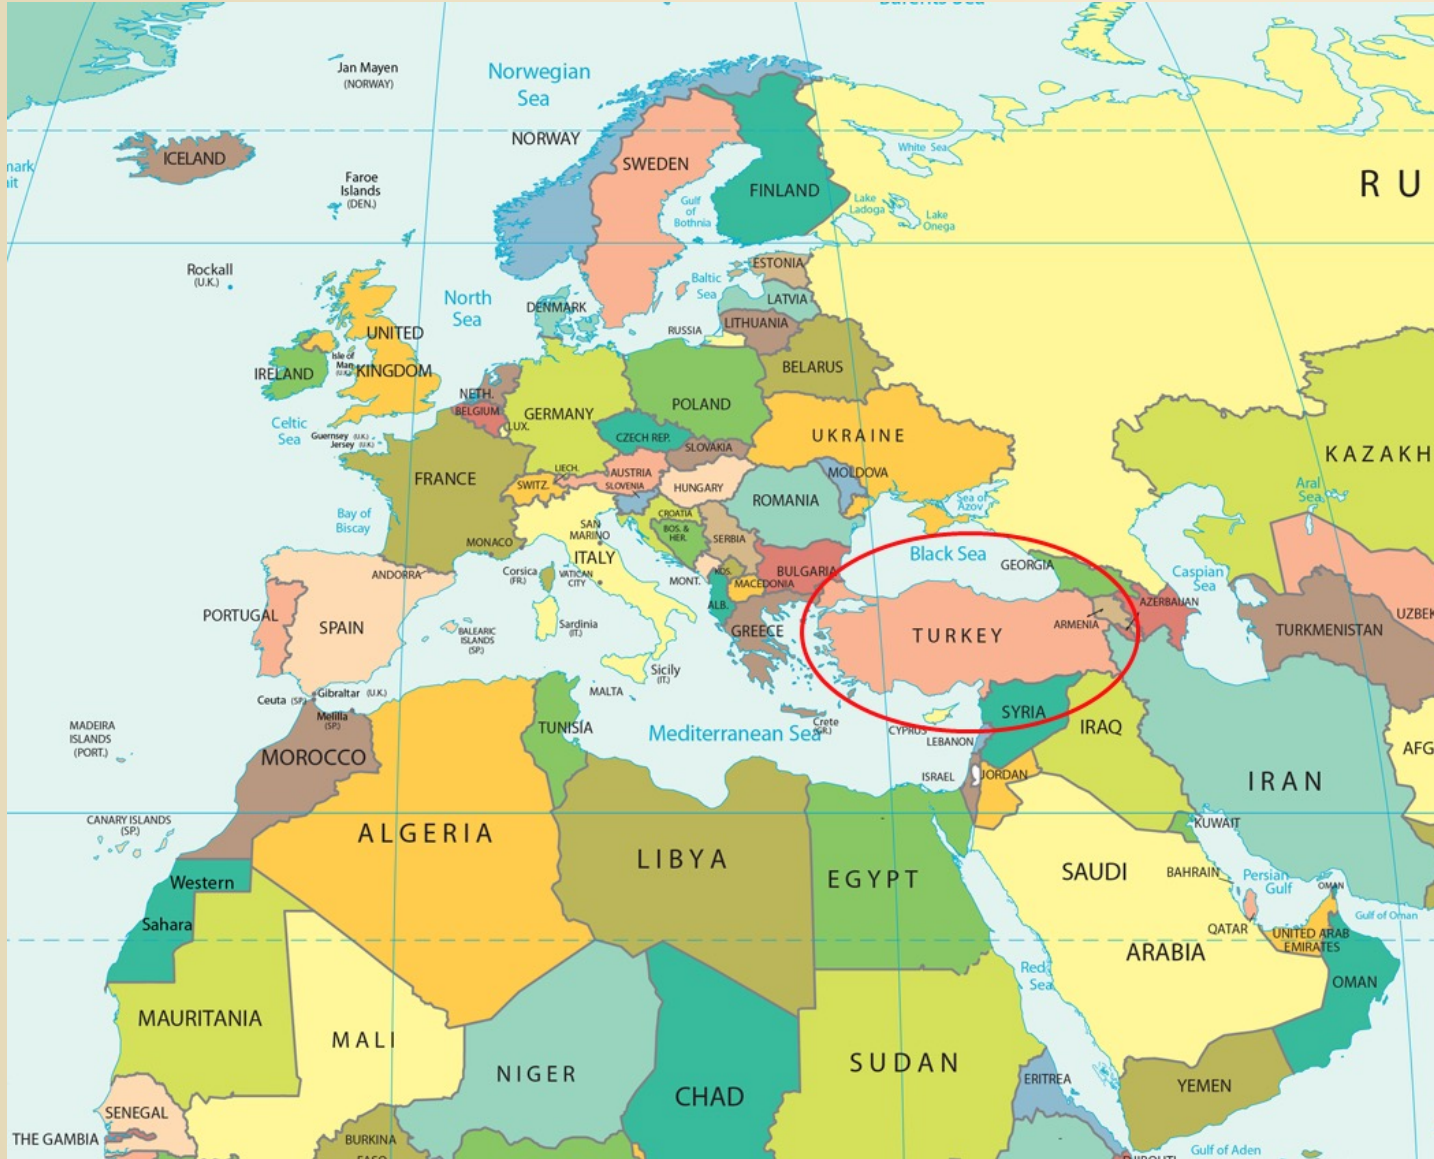 Barents Sea
Jan Mayen
(NORWAY)
Norwegian
Sea
NORWAY
ICELAND
SWEDEN
FINLAND
White Sea
R U
mark
it
Faroe
Islands
(DEN.)
Gulf
of
Bothnia
Lake
Ladoga
Lake
Onega
Rockall
(U.K.)
ESTONIA
Baltic
Sea
LATVIA
North
Sea
DENMARK
LITHUANIA
RUSSIA
UNITED
KINGDOM
Isle of
Man
(U.K.)
IRELAND
BELARUS
NETH.
BELGIUM
LUX.
GERMANY
POLAND
Celtic
Sea
Guernsey (U.K.)
Jersey (U.K.)
CZECH REP.
SLOVAKIA
UKRAINE
KAZAKH
FRANCE
LIECH.
SWITZ.
AUSTRIA
SLOVENIA
HUNGARY
MOLDOVA
ROMANIA
Sea of
Azov
Aral
Sea
Bay of
Biscay
CROATIA
BOS. &
HER.
SERBIA
SAN
MARINO
MONACO
ITALY
Black Sea
GEORGIA
Caspian
Sea
ANDORRA
Corsica
(FR.)
VATICAN
CITY
MONT.
KOS.
BULGARIA
MACEDONIA
ALB.
AZERBAIJAN
ARMENIA
PORTUGAL
SPAIN
BALEARIC
ISLANDS
(SP.)
Sardinia
(IT.)
GREECE
TURKEY
TURKMENISTAN
UZBEK
Sicily
(IT.)
MALTA
Ceuta (SP.)
Gibraltar (U.K.)
Melilla
(SP.)
MADEIRA
ISLANDS
(PORT.)
Crete
(GR.)
TUNISIA
Mediterranean Sea
CYPRUS
LEBANON
SYRIA
IRAQ
MOROCCO
ISRAEL
JORDAN
IRAN
AFG
CANARY ISLANDS
(SP.)
ALGERIA
LIBYA
EGYPT
KUWAIT
SAUDI
ARABIA
BAHRAIN
Persian
Gulf
OMAN
Gulf of Oman
QATAR
UNITED ARAB
EMIRATES
OMAN
Western
Sahara
Red
Sea
MAURITANIA
MALI
NIGER
CHAD
SUDAN
ERITREA
YEMEN
SENEGAL
THE GAMBIA
BURKINA
FASO
DJIBOUTI
Gulf of Aden